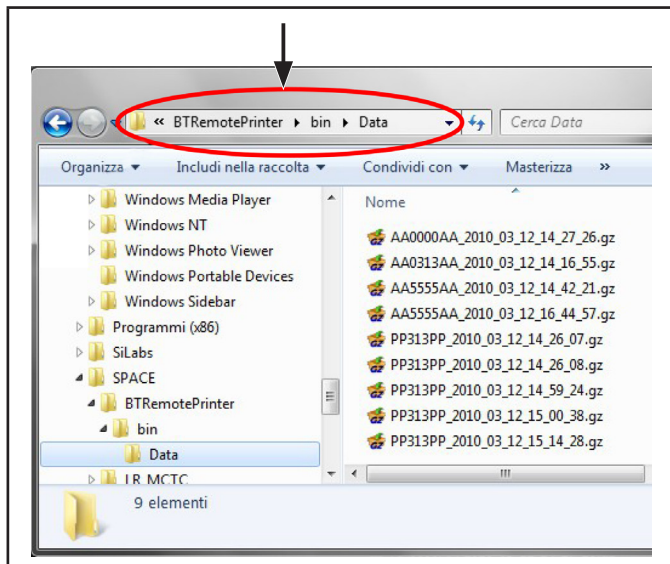 « BTRemotePrinter bin Data
Cerca Data
Organizza Includi nella raccolta Condividi con Masterizza »
Windows Media Player
Windows NT
Windows Photo Viewer
Windows Portable Devices
Windows Sidebar
Programmi (x86)
SiLabs
SPACE
BTRemotePrinter
bin
Data
LR MCTC
Nome
AA0000AA_2010_03_12_14_27_26.gz
AA0313AA_2010_03_12_14_16_55.gz
AA5555AA_2010_03_12_14_42_21.gz
AA5555AA_2010_03_12_16_44_57.gz
PP313PP_2010_03_12_14_26_07.gz
PP313PP_2010_03_12_14_26_08.gz
PP313PP_2010_03_12_14_59_24.gz
PP313PP_2010_03_12_15_00_38.gz
PP313PP_2010_03_12_15_14_28.gz
9 elementi